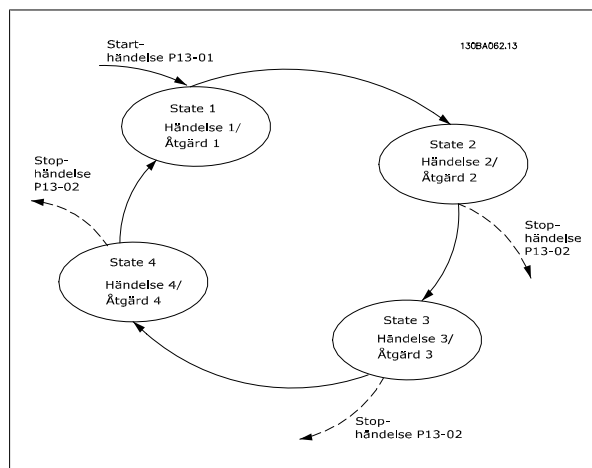 Start-
händelse P13-01
130BA062.13
State 1
Händelse 1/
Åtgärd 1
State 2
Händelse 2/
Åtgärd 2
Stop-
händelse
P13-02
Stop-
händelse
P13-02
State 4
Händelse 4/
Åtgärd 4
State 3
Händelse 3/
Åtgärd 3
Stop-
händelse P13-02